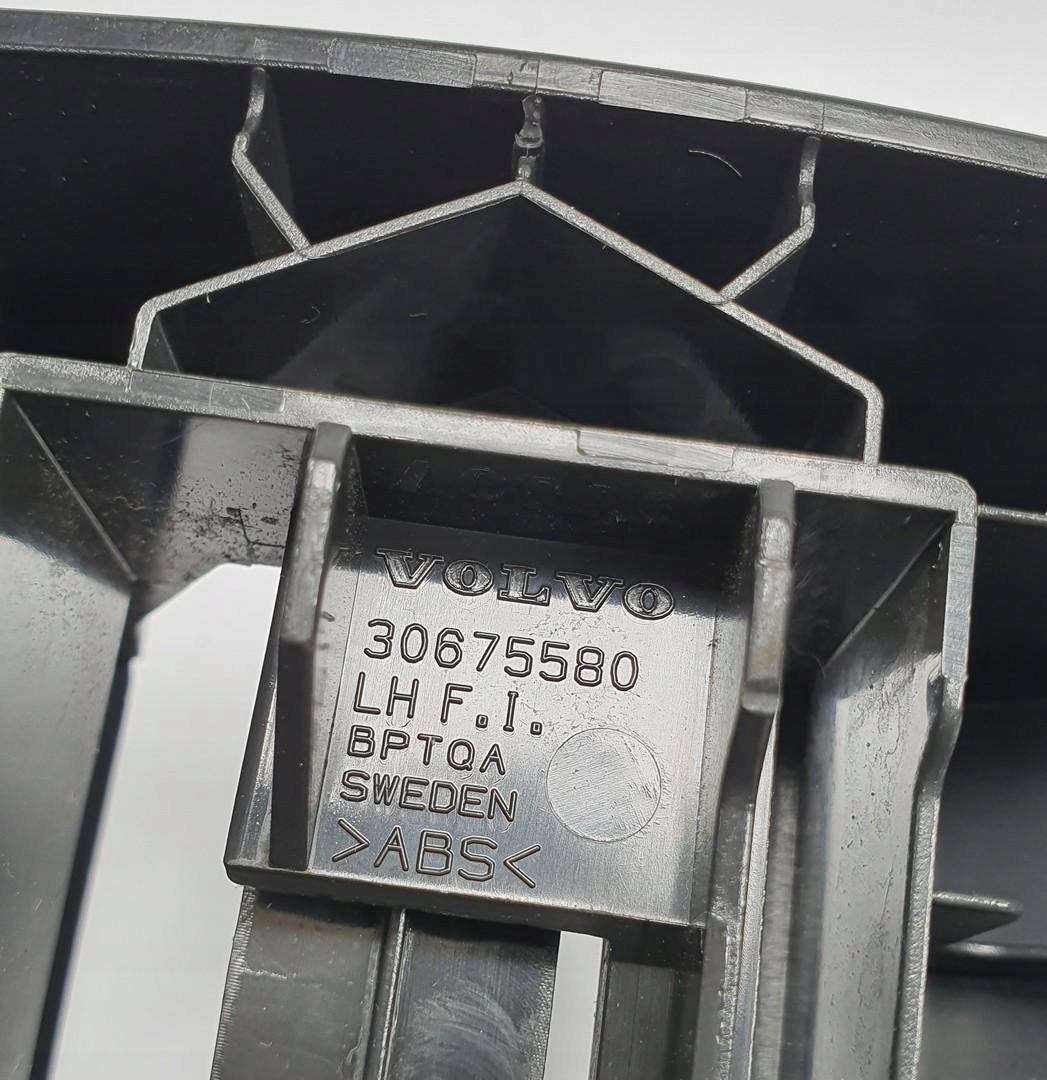 VOLVO
30675580
LH F.I.
BPTQA
SWEDEN
>ABS<